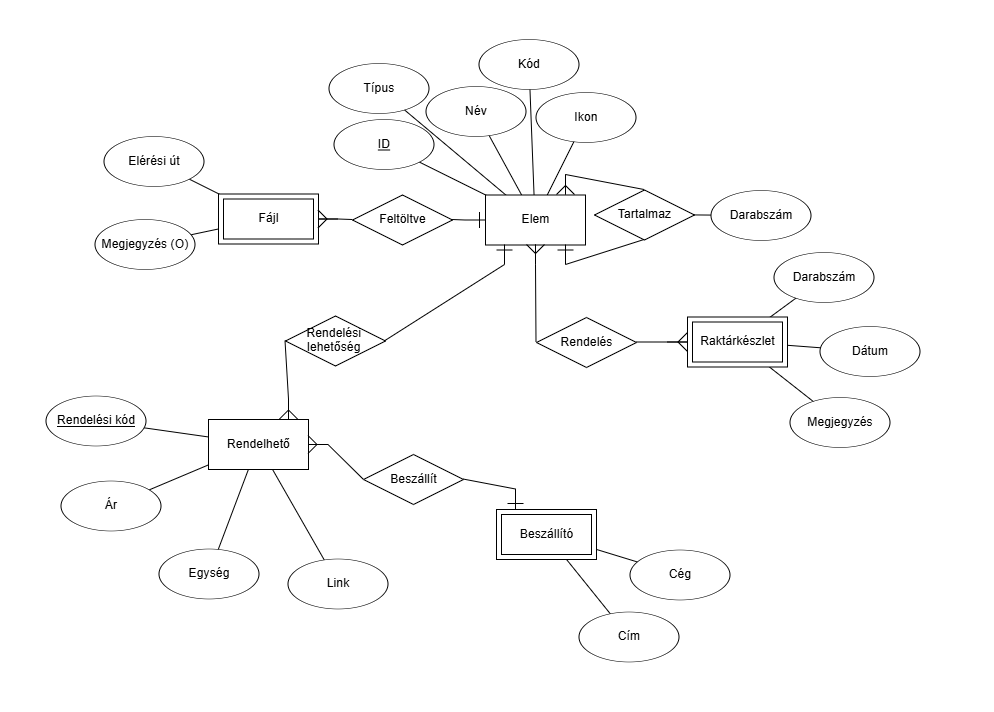 Kód
Típus
Név
Ikon
ID
Elérési út
Fájl
Feltöltve
Elem
Tartalmaz
Darabszám
Megjegyzés (O)
Darabszám
Rendelési
lehetőség
Rendelés
Raktárkészlet
Dátum
Rendelési kód
Megjegyzés
Rendelhető
Beszállít
Ár
Beszállító
Egység
Link
Cég
Cím